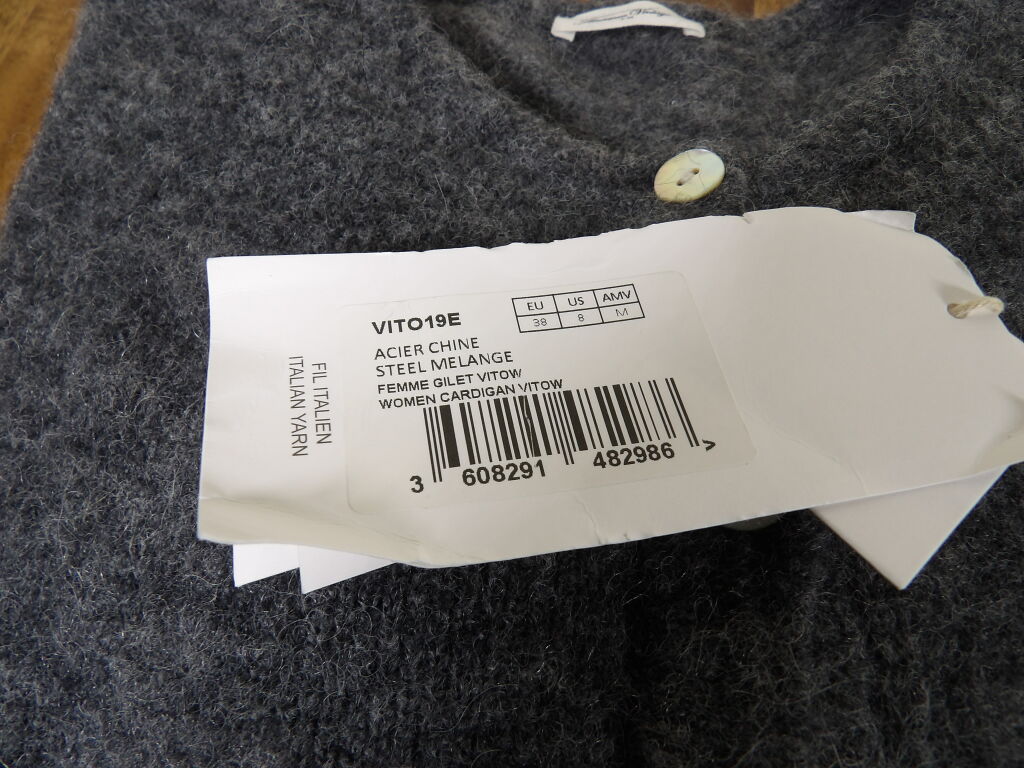 VITO19E
EU US AMV
38 8 M
ACIER CHINE
STEEL MELANGE
FEMME GILET VITOW
WOMEN CARDIGAN VITOW
3 608291 482986 >
FIL ITALIEN
ITALIAN YARN